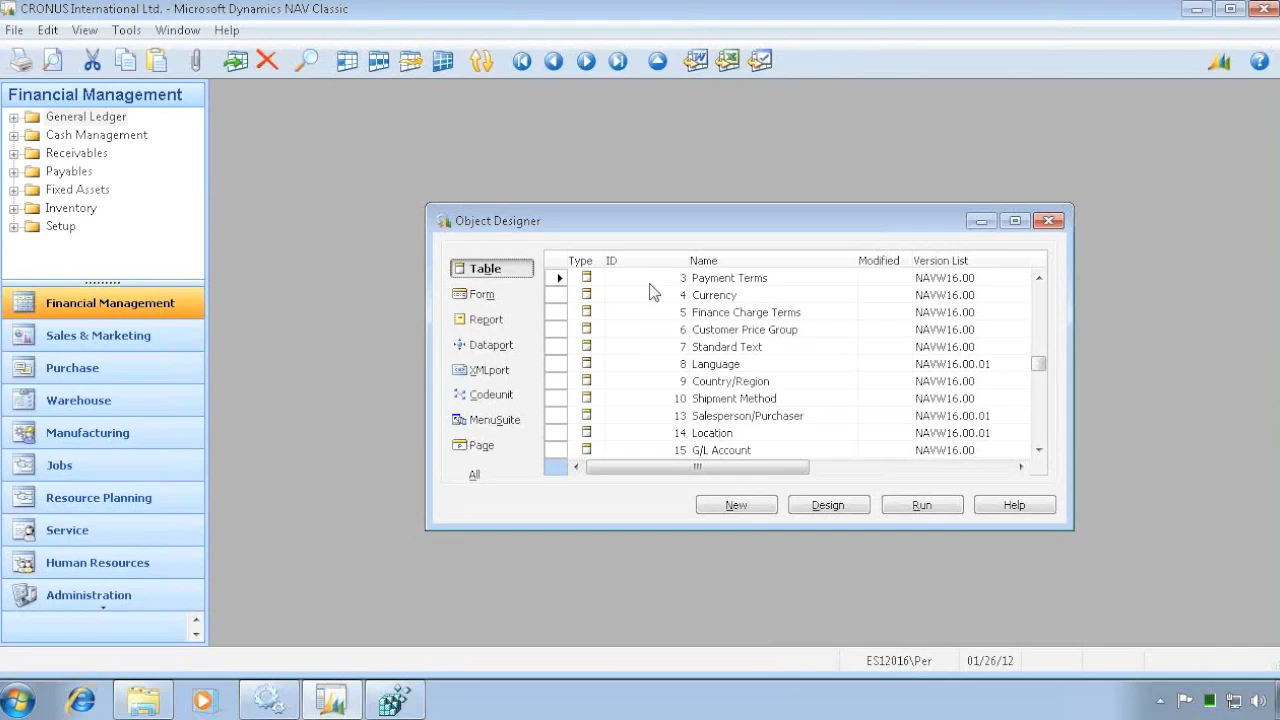 CRONUS International Ltd. - Microsoft Dynamics NAV Classic
File Edit View Tools Window Help
Financial Management
General Ledger
Cash Management
Receivables
Payables
Fixed Assets
Inventory
Setup
Financial Management
Sales & Marketing
Purchase
Warehouse
Manufacturing
Jobs
Resource Planning
Service
Human Resources
Administration
Object Designer
Table
Form
Report
Dataport
XMLport
Codeunit
MenuSuite
Page
All
Type ID Name Modified Version List
3 Payment Terms NAVW16.00
4 Currency NAVW16.00
5 Finance Charge Terms NAVW16.00
6 Customer Price Group NAVW16.00
7 Standard Text NAVW16.00
8 Language NAVW16.00.01
9 Country/Region NAVW16.00
10 Shipment Method NAVW16.00
13 Salesperson/Purchaser NAVW16.00.01
14 Location NAVW16.00.01
15 G/L Account NAVW16.00
New Design Run Help
ES12016\Per 01/26/12